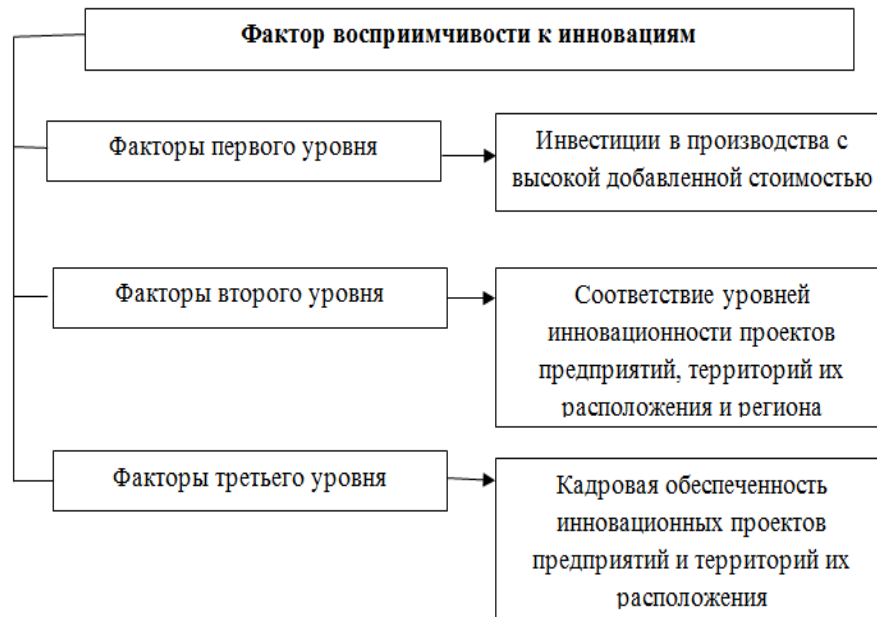 Фактор восприимчивости к инновациям
Факторы первого уровня
Инвестиции в производства с
высокой добавленной стоимостью
Факторы второго уровня
Соответствие уровней
инновационности проектов
предприятий, территорий их
расположения и региона
Факторы третьего уровня
Кадровая обеспеченность
инновационных проектов
предприятий и территорий их
расположения